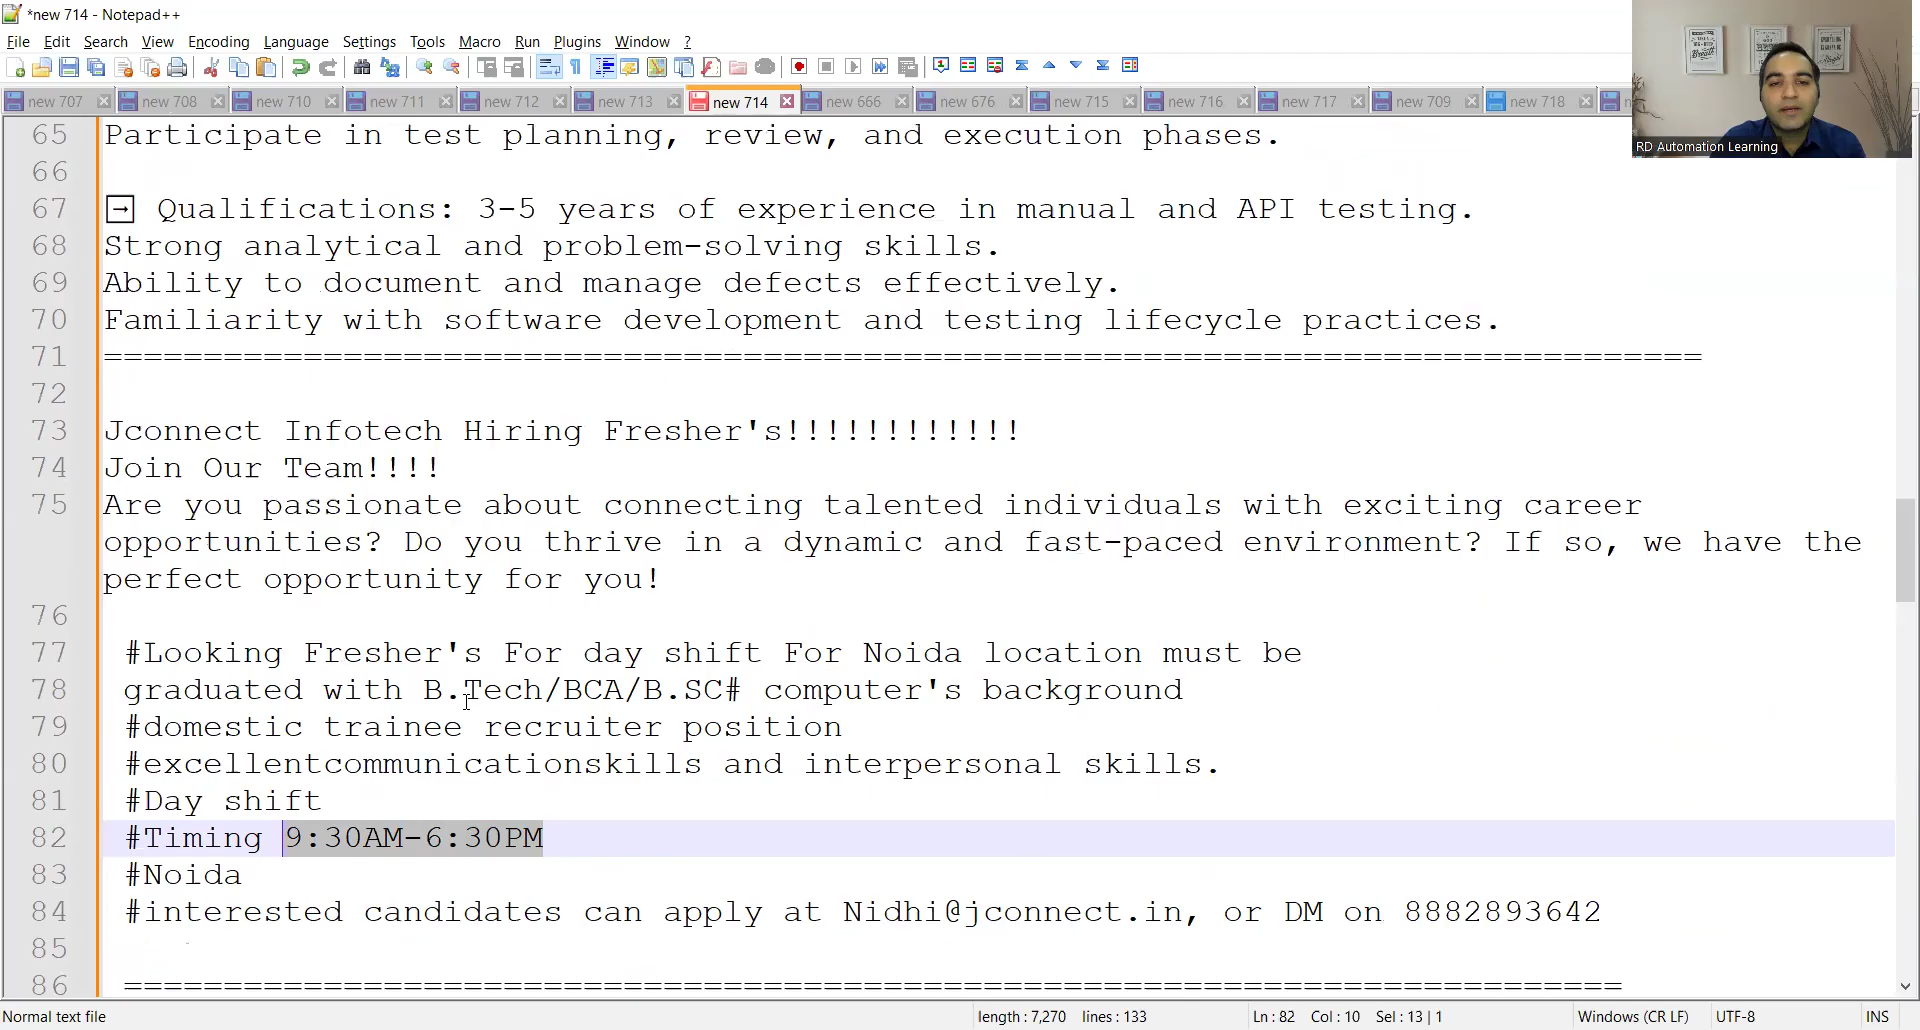 *new 714 - Notepad++
File Edit Search View Encoding Language Settings Tools Macro Run Plugins Window ?
new 707 new 708 new 710 new 711 new 712 new 713 new 714 new 666 new 676 new 715 new 716 new 717 new 709 new 718
RD Automation Learning
65 Participate in test planning, review, and execution phases.
66
67 → Qualifications: 3-5 years of experience in manual and API testing.
68 Strong analytical and problem-solving skills.
69 Ability to document and manage defects effectively.
70 Familiarity with software development and testing lifecycle practices.
71 ================================================================================
72
73 Jconnect Infotech Hiring Fresher's!!!!!!!!!!!!
74 Join Our Team!!!!
75 Are you passionate about connecting talented individuals with exciting career
opportunities? Do you thrive in a dynamic and fast-paced environment? If so, we have the
perfect opportunity for you!
76
77 #Looking Fresher's For day shift For Noida location must be
78 graduated with B.Tech/BCA/B.SC# computer's background
79 #domestic trainee recruiter position
80 #excellentcommunicationskills and interpersonal skills.
81 #Day shift
82 #Timing 9:30AM-6:30PM
83 #Noida
84 #interested candidates can apply at Nidhi@jconnect.in, or DM on 8882893642
85
86 ===========================================================================
Normal text file length : 7,270 lines : 133 Ln : 82 Col : 10 Sel : 13 | 1 Windows (CR LF) UTF-8 INS